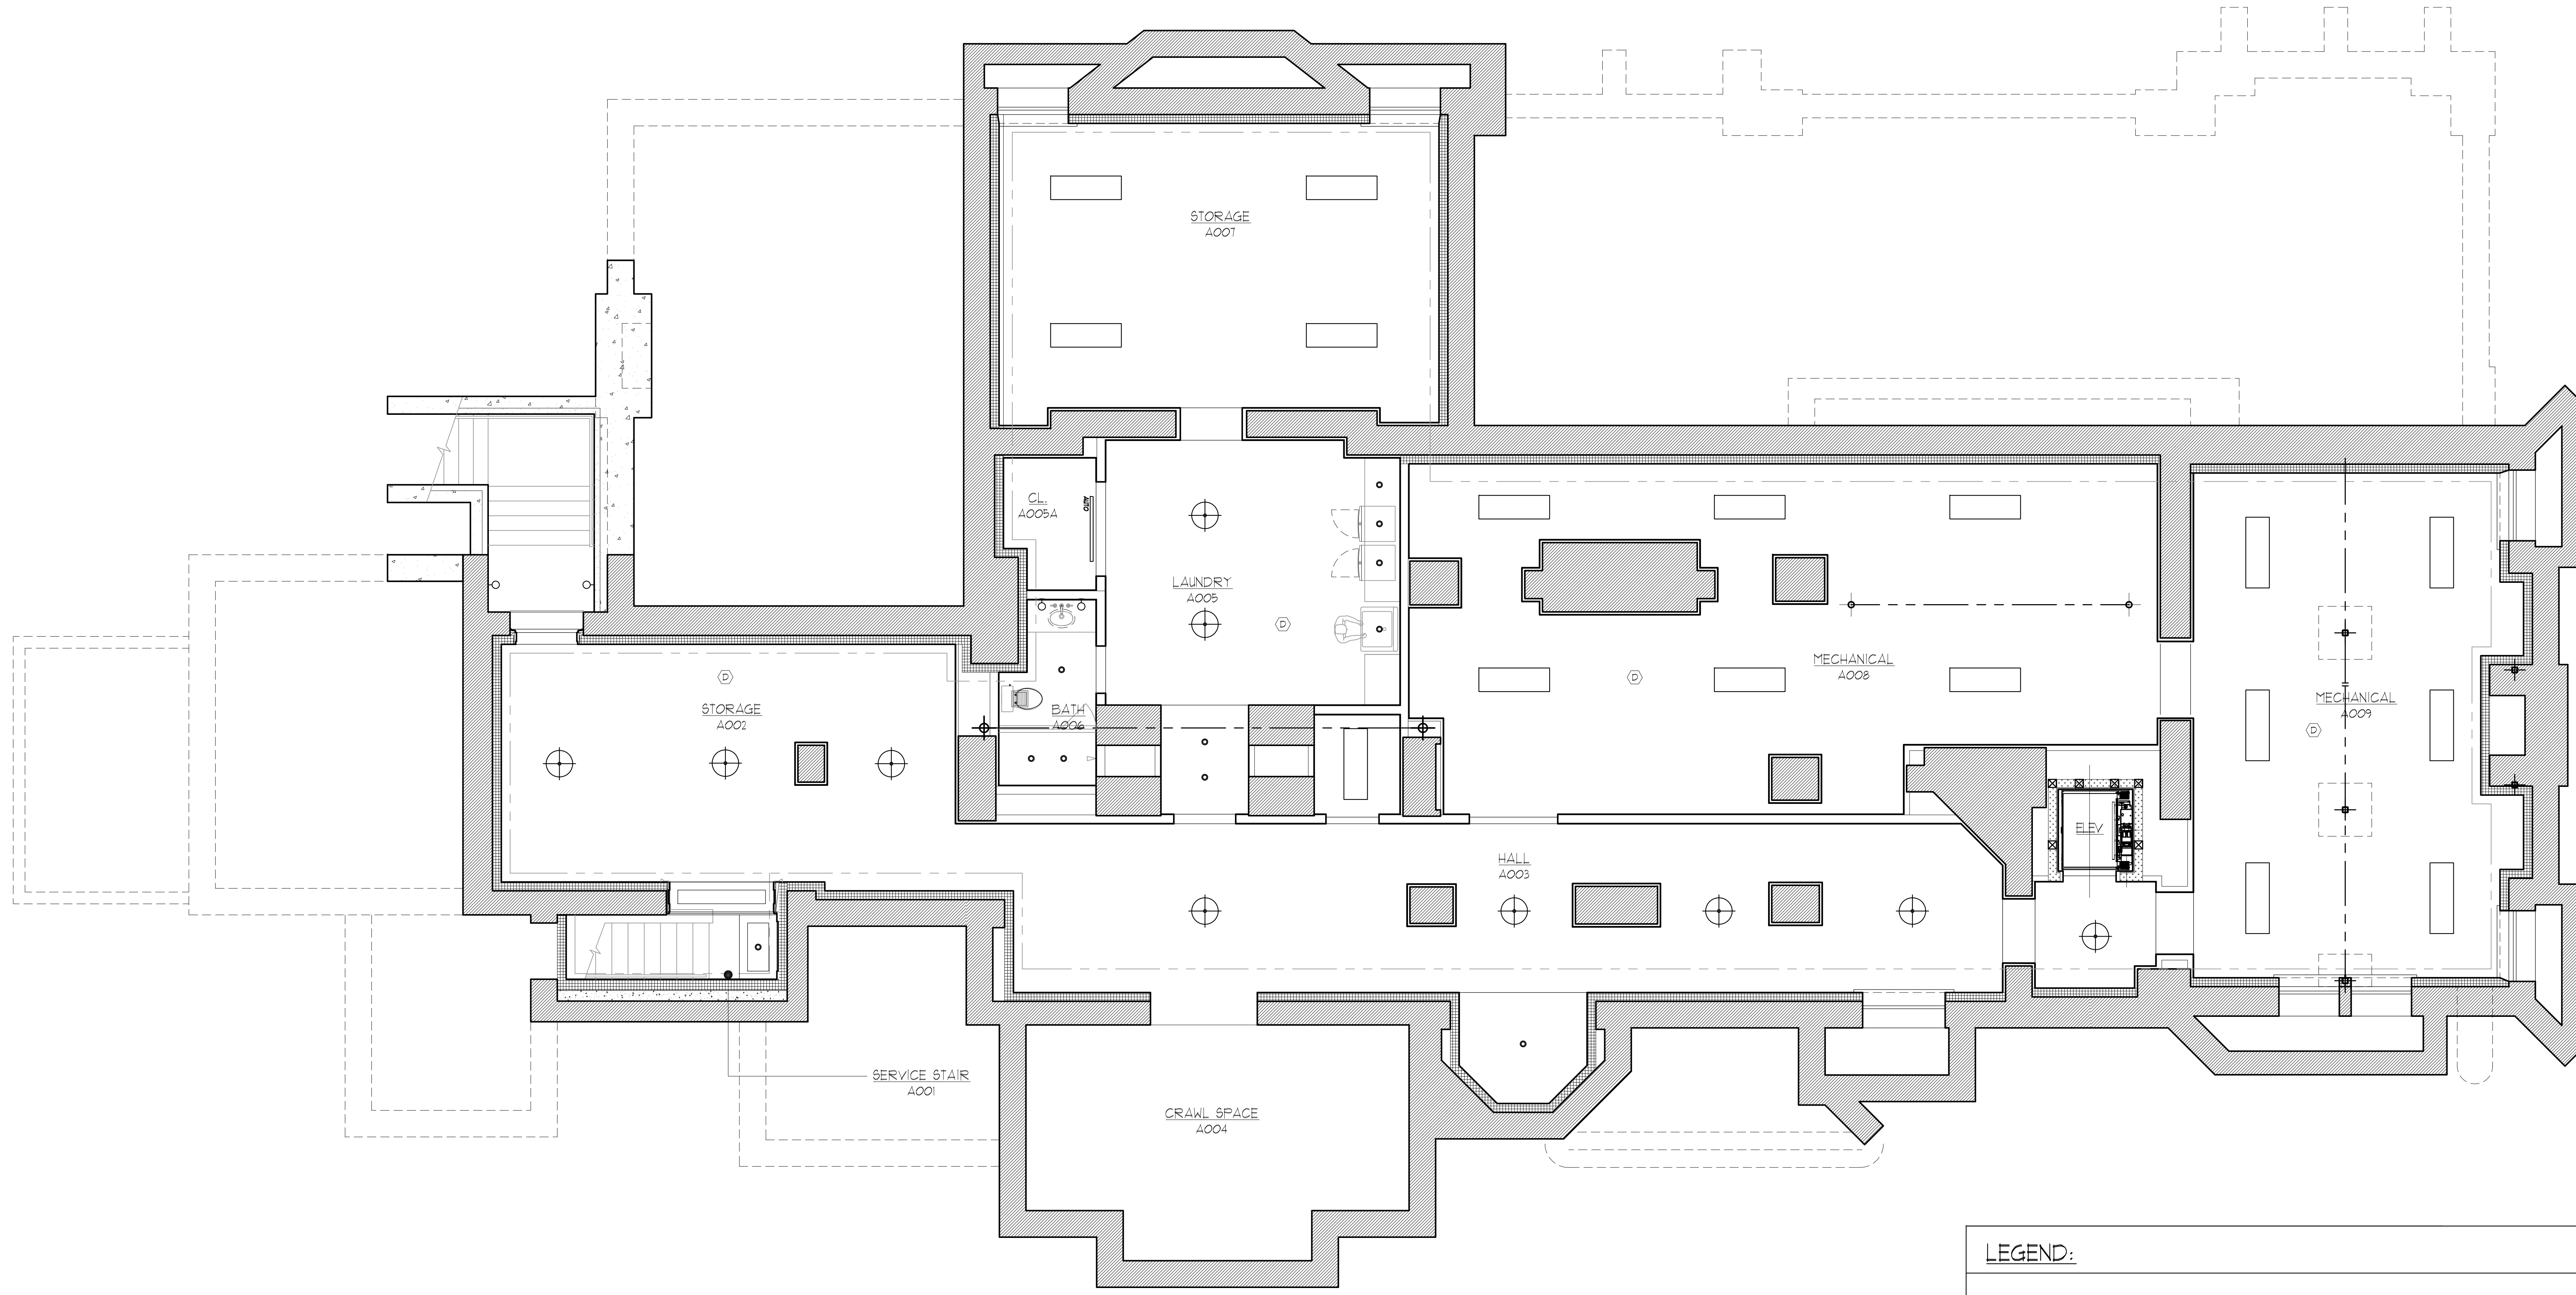 STORAGE
A007
CL.
A005A
AUTO
LAUNDRY
A005
D
MECHANICAL
A008
D
D
STORAGE
A002
BATH
A006
MECHANICAL
A009
D
ELEV
HALL
A003
SERVICE STAIR
A001
CRAWL SPACE
A004
LEGEND: